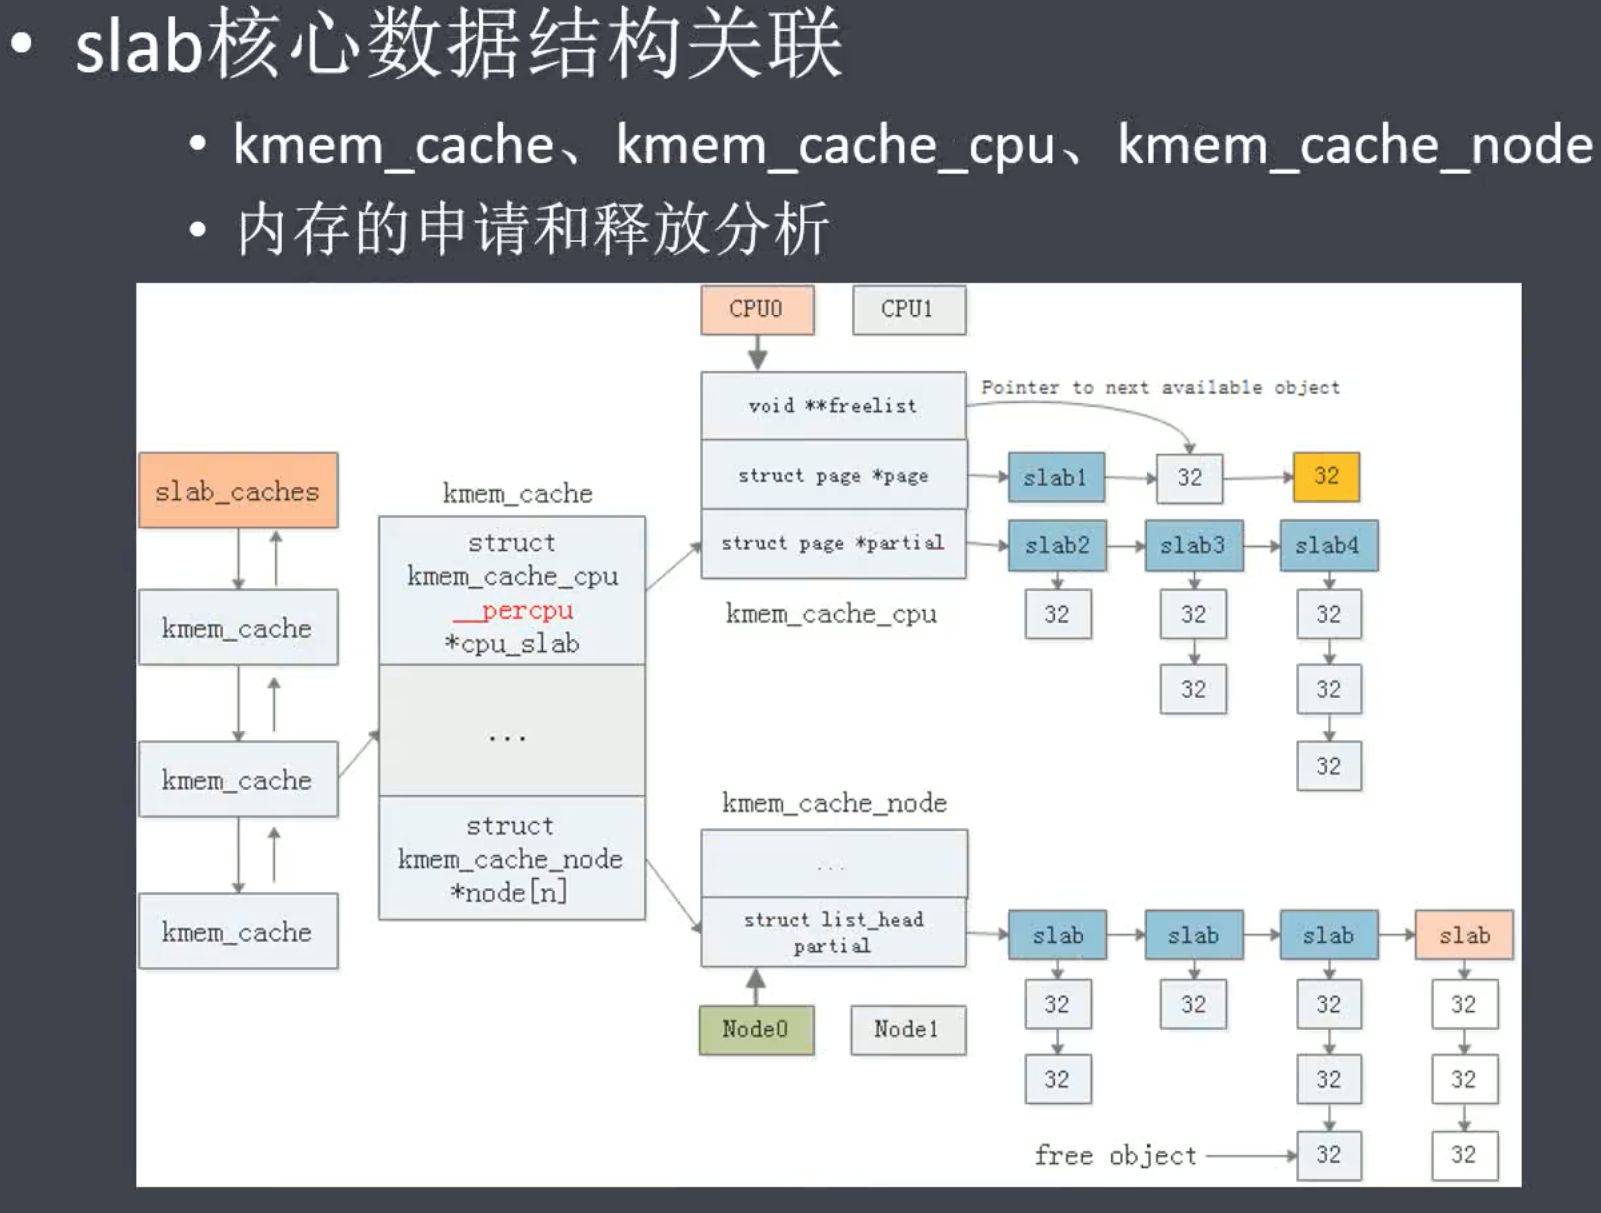 • slab核心数据结构关联
• kmem_cache、kmem_cache_cpu、kmem_cache_node
• 内存的申请和释放分析
CPU0
CPU1
void **freelist
Pointer to next available object
struct page *page
slab1
32
32
struct page *partial
slab2
slab3
slab4
kmem_cache_cpu
32
32
32
32
32
32
slab_caches
kmem_cache
kmem_cache
kmem_cache
kmem_cache
struct
kmem_cache_cpu
__percpu
*cpu_slab
...
struct
kmem_cache_node
*node[n]
kmem_cache_node
...
struct list_head
partial
slab
slab
slab
slab
Node0
Node1
32
32
32
32
32
32
32
free object
32
32